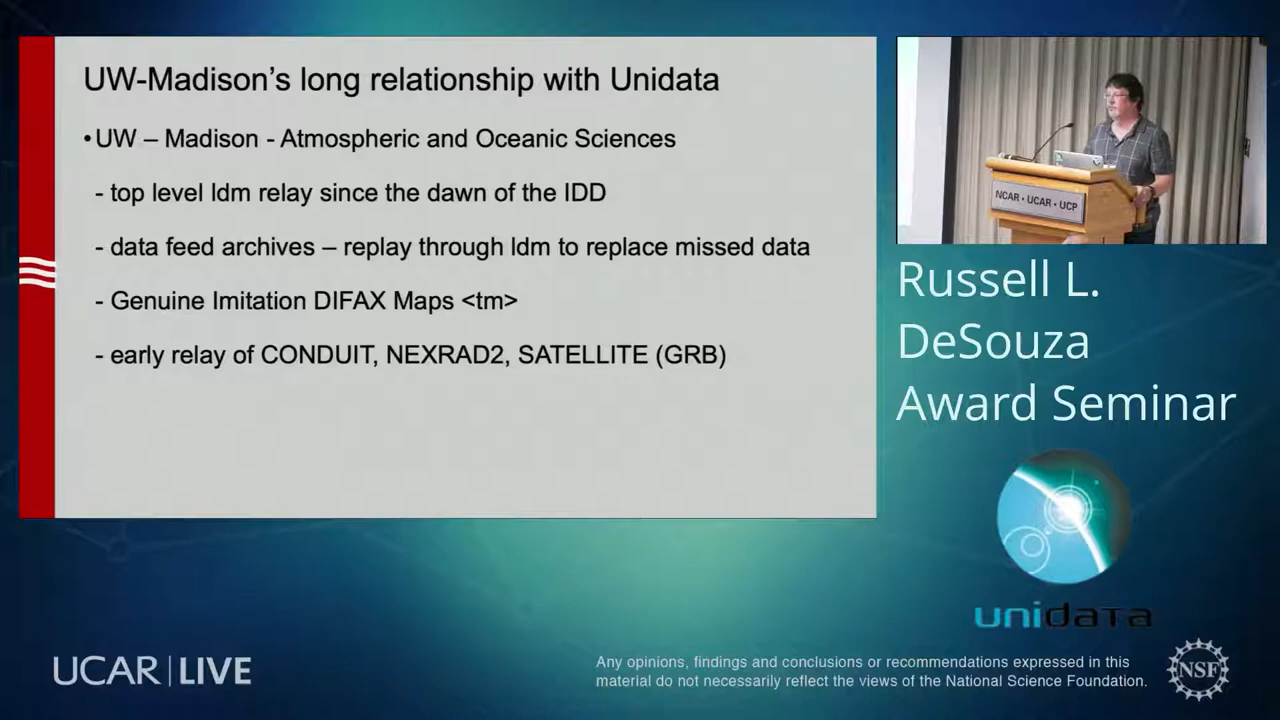 UW-Madison’s long relationship with Unidata
•UW – Madison - Atmospheric and Oceanic Sciences
- top level ldm relay since the dawn of the IDD
- data feed archives – replay through ldm to replace missed data
- Genuine Imitation DIFAX Maps <tm>
- early relay of CONDUIT, NEXRAD2, SATELLITE (GRB)
NCAR • UCAR • UCP
Russell L.
DeSouza
Award Seminar
unidata
UCAR | LIVE
Any opinions, findings and conclusions or recommendations expressed in this
material do not necessarily reflect the views of the National Science Foundation.
NSF